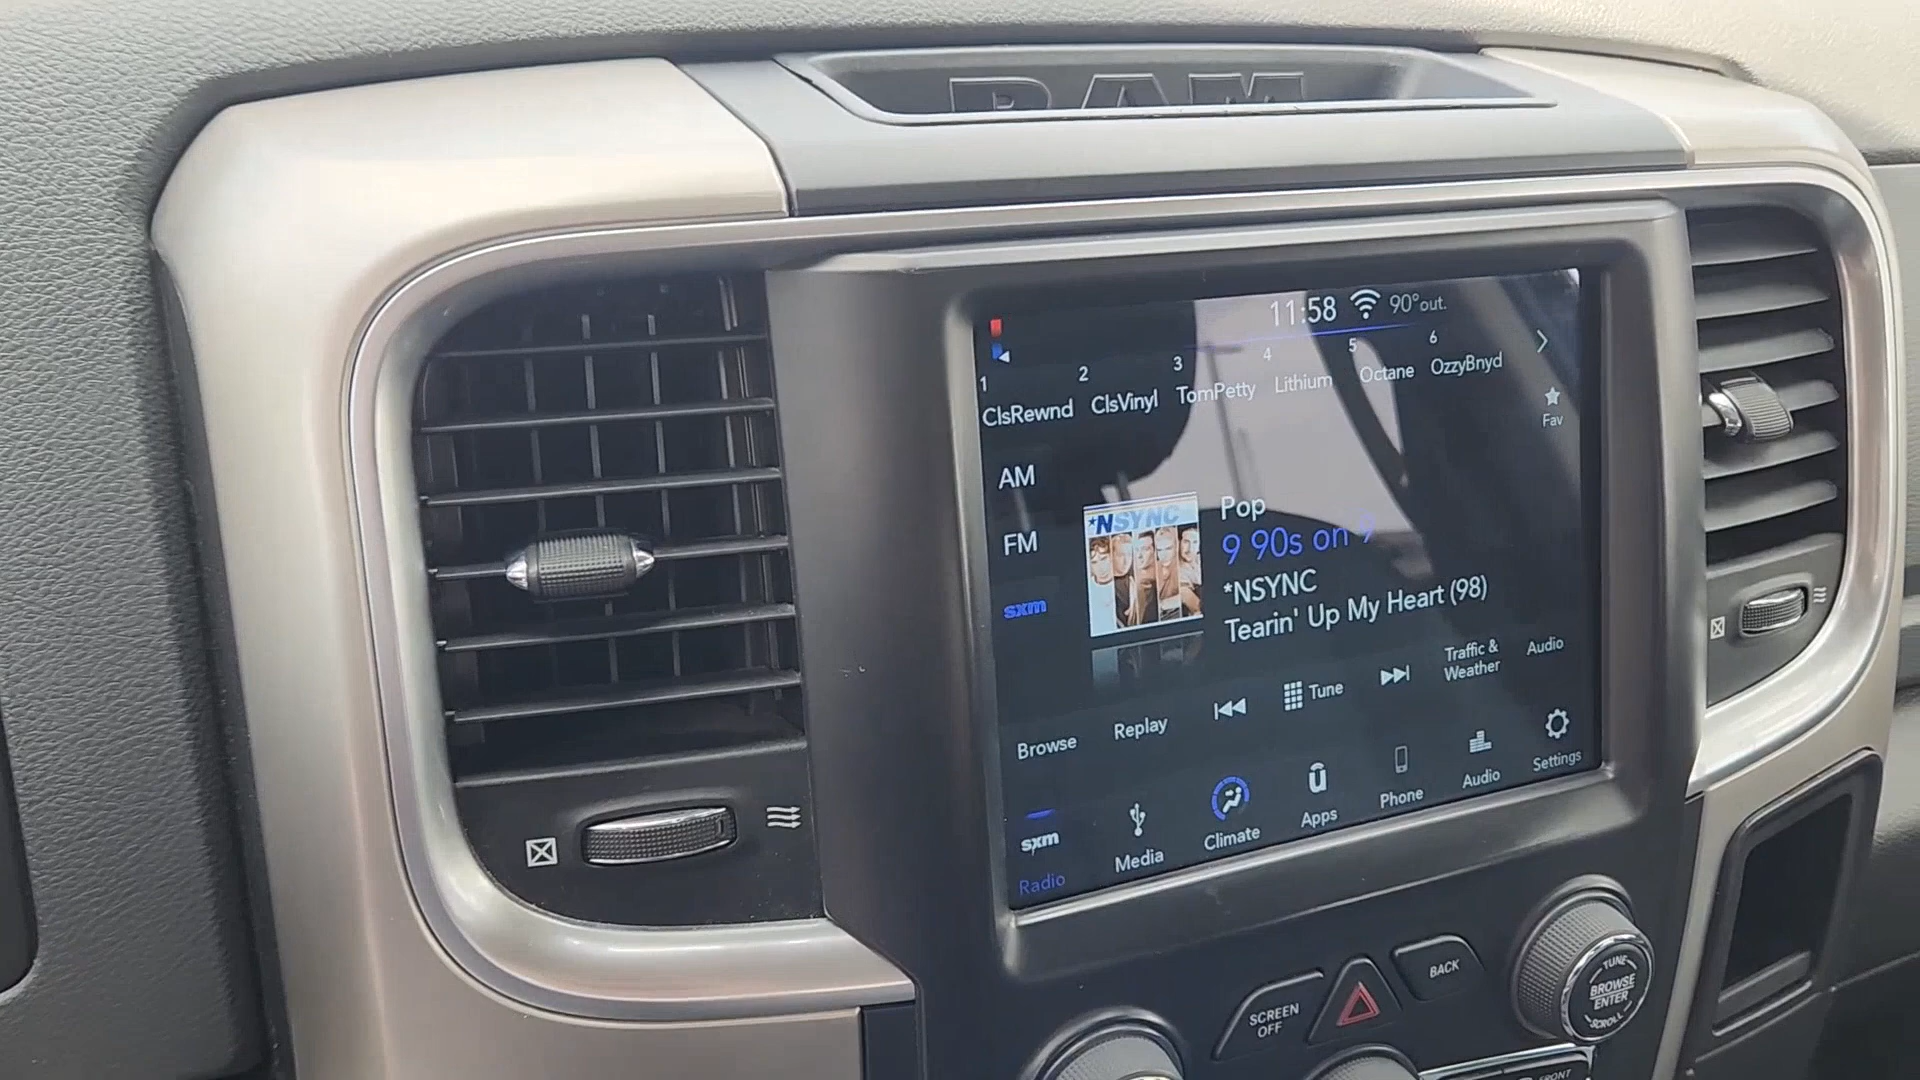 RAM
11:58 90° out.
1 2 3 4 5 6
ClsRewnd ClsVinyl TomPetty Lithium Octane OzzyBnyd
Fav
AM
FM
sxm
*NSYNC
Pop
9 90s on 9
*NSYNC
Tearin' Up My Heart (98)
Browse Replay Tune Traffic &
Weather Audio
sxm
Radio Media Climate Apps Phone Audio Settings
SCREEN
OFF
BACK
TUNE
BROWSE
ENTER
SCROLL
FRONT